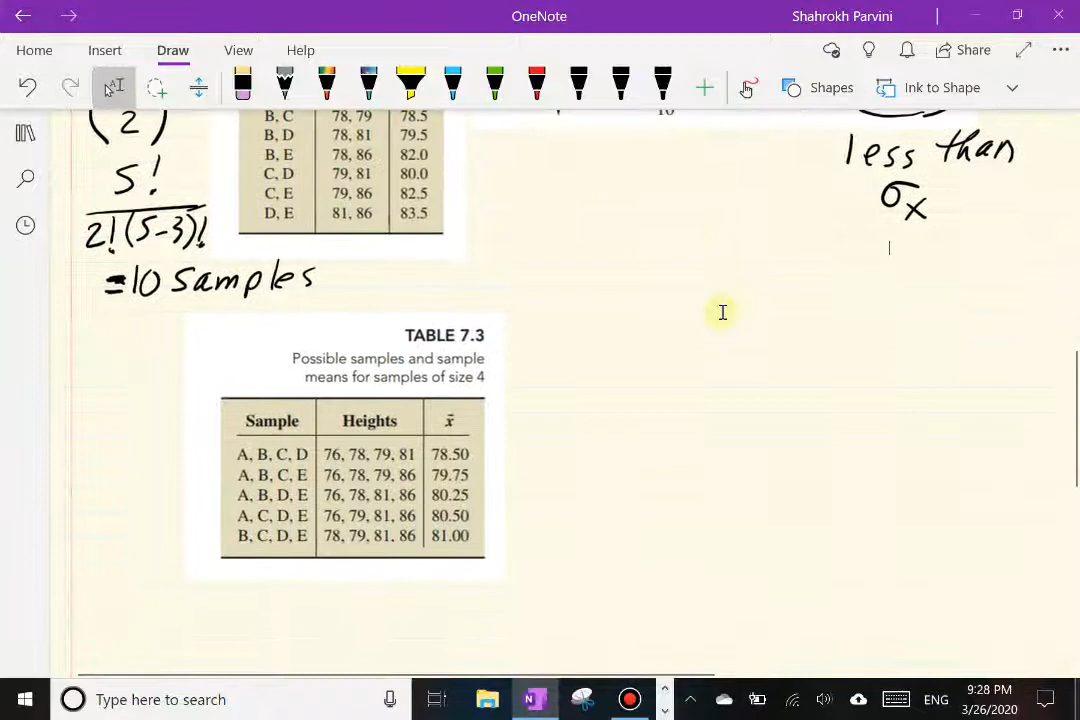 OneNote
Shahrokh Parvini
Home Insert Draw View Help
Share
Shapes
Ink to Shape
(2)
5!
2!(5-3)!
=10 Samples
B, C 78, 79 78.5
B, D 78, 81 79.5
B, E 78, 86 82.0
C, D 79, 81 80.0
C, E 79, 86 82.5
D, E 81, 86 83.5
10
less than
σx
TABLE 7.3
Possible samples and sample
means for samples of size 4
Sample Heights x̄
A, B, C, D 76, 78, 79, 81 78.50
A, B, C, E 76, 78, 79, 86 79.75
A, B, D, E 76, 78, 81, 86 80.25
A, C, D, E 76, 79, 81, 86 80.50
B, C, D, E 78, 79, 81, 86 81.00
Type here to search
ENG
9:28 PM
3/26/2020